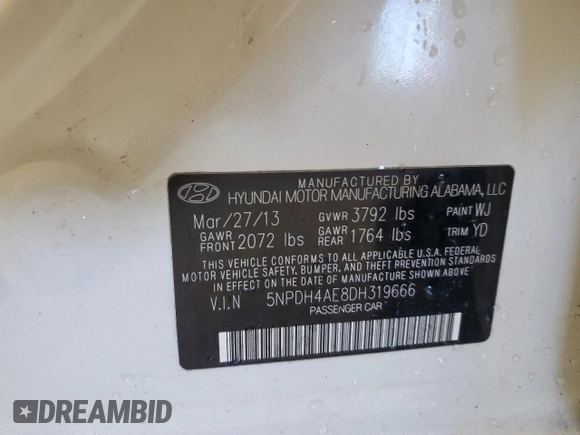 MANUFACTURED BY
HYUNDAI MOTOR MANUFACTURING ALABAMA, LLC
Mar/27/13 GVWR 3792 lbs PAINT WJ
GAWR FRONT 2072 lbs GAWR REAR 1764 lbs TRIM YD
THIS VEHICLE CONFORMS TO ALL APPLICABLE U.S.A. FEDERAL
MOTOR VEHICLE SAFETY, BUMPER, AND THEFT PREVENTION
STANDARDS IN EFFECT ON THE DATE OF MANUFACTURE SHOWN
ABOVE.
V.I.N 5NPDH4AE8DH319666
PASSENGER CAR
DREAMBID